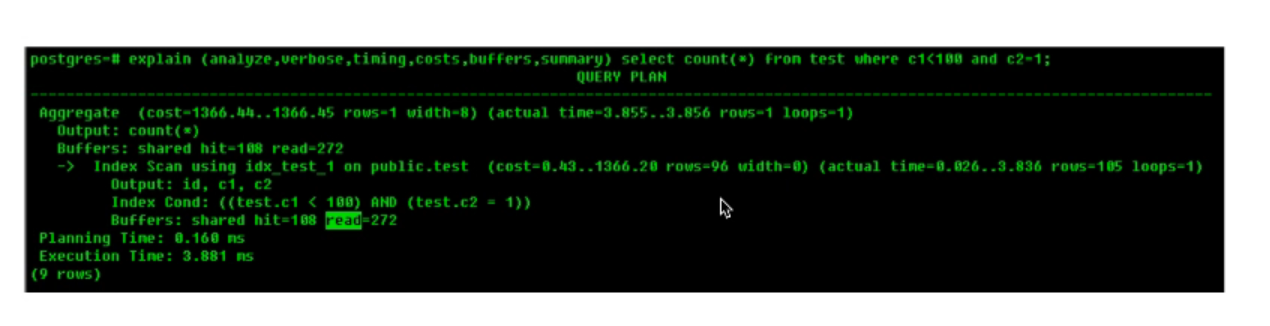 postgres=# explain (analyze,verbose,timing,costs,buffers,summary) select count(*) from test where c1<100 and c2=1;
QUERY PLAN
-----------------------------------------------------------------------------------------------------------------------------------
Aggregate (cost=1366.44..1366.45 rows=1 width=8) (actual time=3.855..3.856 rows=1 loops=1)
Output: count(*)
Buffers: shared hit=108 read=272
-> Index Scan using idx_test_1 on public.test (cost=0.43..1366.20 rows=96 width=0) (actual time=0.026..3.836 rows=105 loops=1)
Output: id, c1, c2
Index Cond: ((test.c1 < 100) AND (test.c2 = 1))
Buffers: shared hit=108 read=272
Planning Time: 0.160 ms
Execution Time: 3.881 ms
(9 rows)